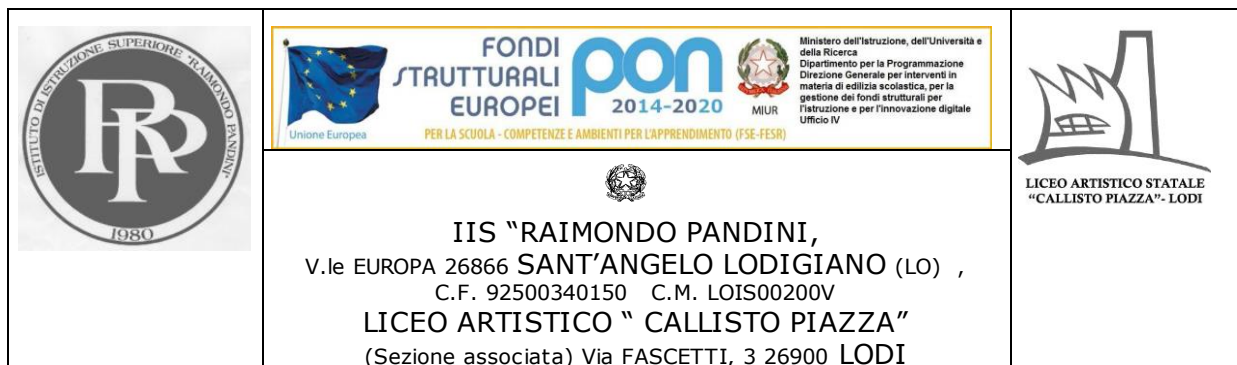 ISTITUTO DI ISTRUZIONE SUPERIORE "RAIMONDO PANDINI"
RP
1980
FONDI
STRUTTURALI
EUROPEI
Unione Europea
pon
2014-2020
MIUR
Ministero dell'Istruzione, dell'Università e
della Ricerca
Dipartimento per la Programmazione
Direzione Generale per interventi in
materia di edilizia scolastica, per la
gestione dei fondi strutturali per
l'istruzione e per l'innovazione digitale
Ufficio IV
PER LA SCUOLA - COMPETENZE E AMBIENTI PER L'APPRENDIMENTO (FSE-FESR)
LICEO ARTISTICO STATALE
"CALLISTO PIAZZA"- LODI
IIS "RAIMONDO PANDINI,
V.le EUROPA 26866 SANT'ANGELO LODIGIANO (LO) ,
C.F. 92500340150 C.M. LOIS00200V
LICEO ARTISTICO " CALLISTO PIAZZA"
(Sezione associata) Via FASCETTI, 3 26900 LODI